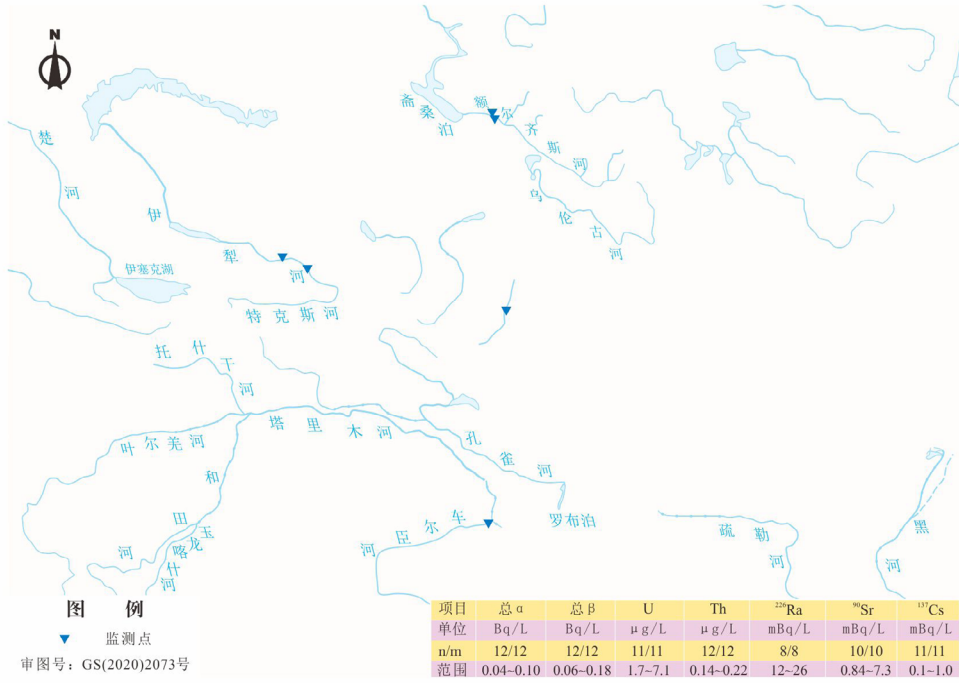 N
斋桑泊
额尔齐斯河
乌伦古河
楚河
伊犁河
伊塞克湖
特克斯河
托什干河
塔里木河
叶尔羌河
孔雀河
和田河
玉龙喀什河
罗布泊
车尔臣河
疏勒河
黑河
图 例
监测点
审图号：GS(2020)2073号
项目 总α 总β U Th ²²⁶Ra ⁹⁰Sr ¹³⁷Cs
单位 Bq/L Bq/L μg/L μg/L mBq/L mBq/L mBq/L
n/m 12/12 12/12 11/11 12/12 8/8 10/10 11/11
范围 0.04~0.10 0.06~0.18 1.7~7.1 0.14~0.22 12~26 0.84~7.3 0.1~1.0